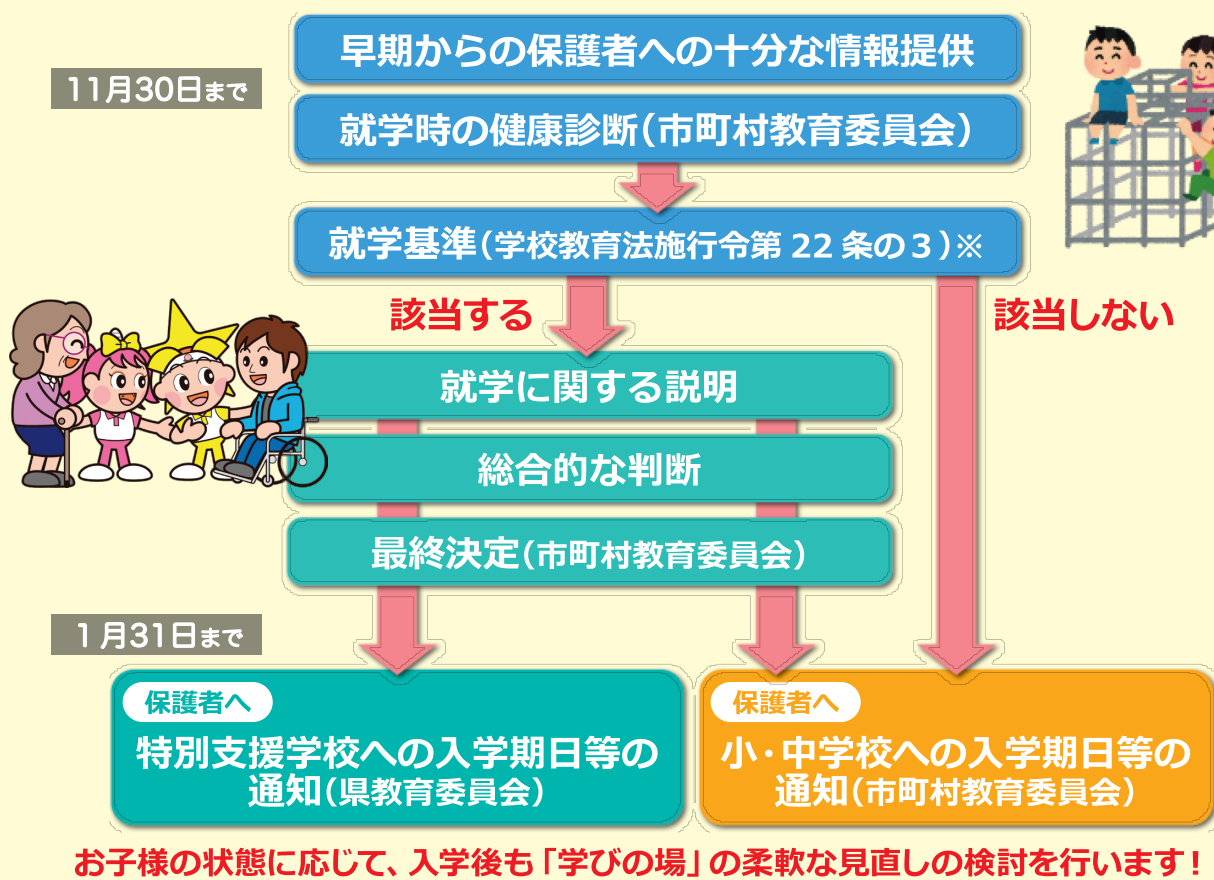 早期からの保護者への十分な情報提供
11月30日まで
就学時の健康診断(市町村教育委員会)
就学基準(学校教育法施行令第 22 条の3)※
該当する
該当しない
就学に関する説明
総合的な判断
最終決定(市町村教育委員会)
1月31日まで
保護者へ
特別支援学校への入学期日等の
通知(県教育委員会)
保護者へ
小・中学校への入学期日等の
通知(市町村教育委員会)
お子様の状態に応じて、入学後も「学びの場」の柔軟な見直しの検討を行います!